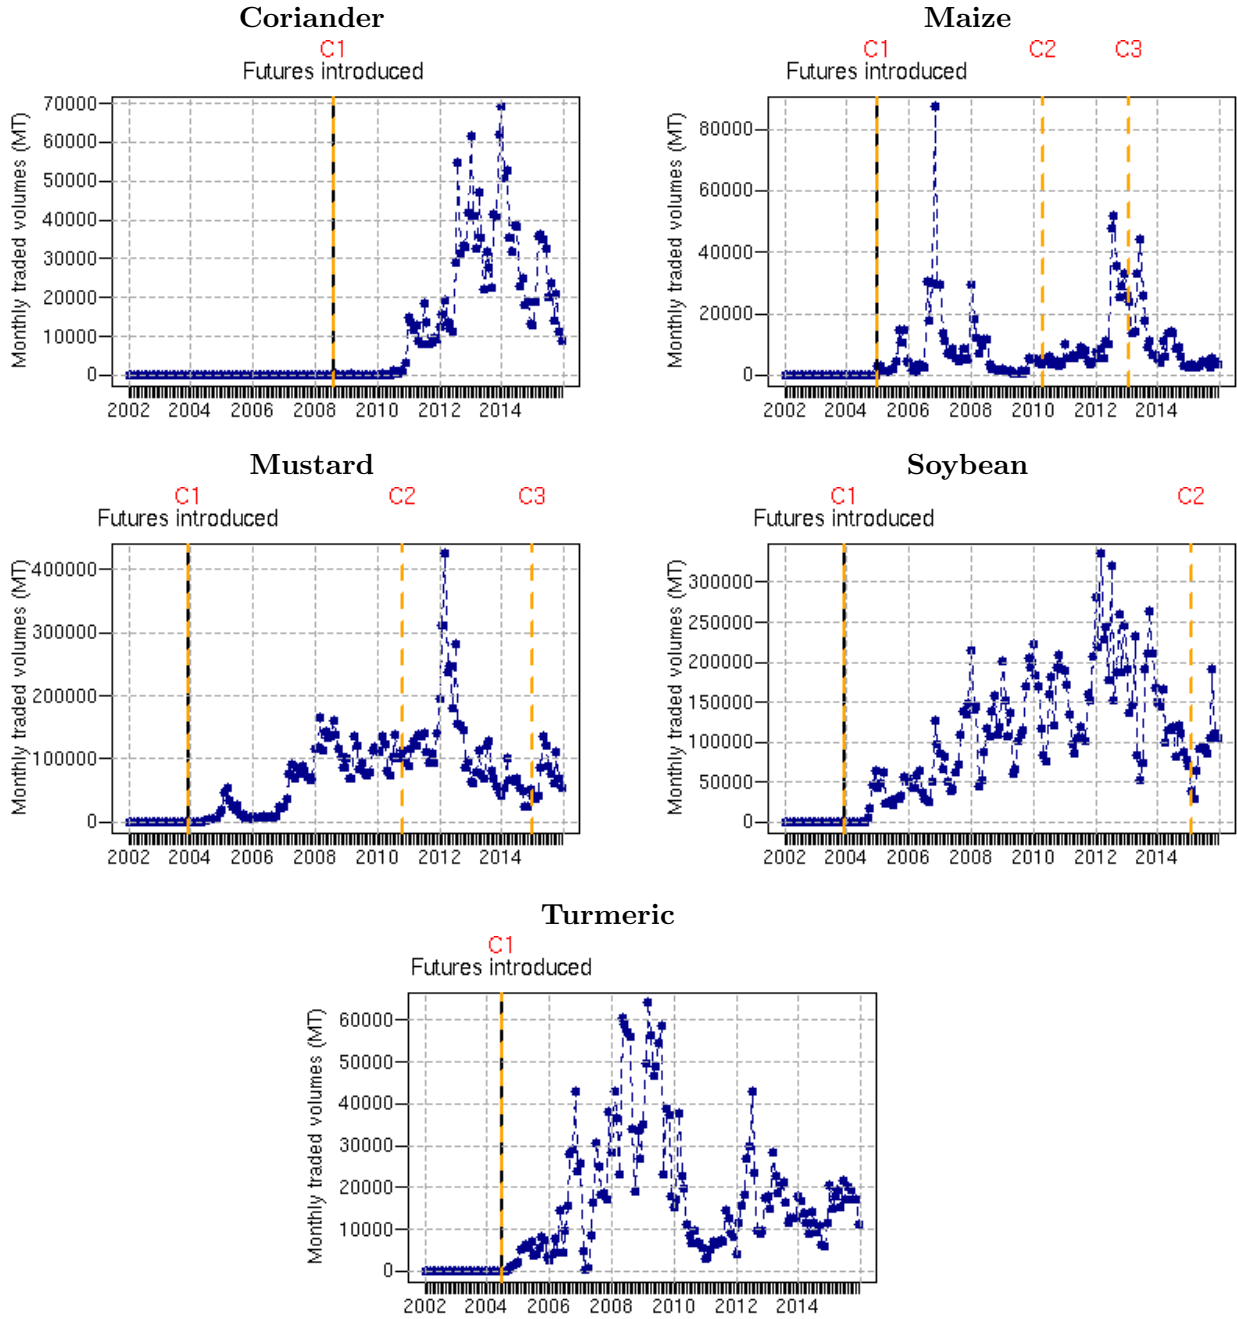 Coriander
C1
Futures introduced
Monthly traded volumes (MT)
70000
60000
50000
40000
30000
20000
10000
0
2002 2004 2006 2008 2010 2012 2014
Maize
C1 C2 C3
Futures introduced
Monthly traded volumes (MT)
80000
60000
40000
20000
0
2002 2004 2006 2008 2010 2012 2014
Mustard
C1 C2 C3
Futures introduced
Monthly traded volumes (MT)
400000
300000
200000
100000
0
2002 2004 2006 2008 2010 2012 2014
Soybean
C1 C2
Futures introduced
Monthly traded volumes (MT)
300000
250000
200000
150000
100000
50000
0
2002 2004 2006 2008 2010 2012 2014
Turmeric
C1
Futures introduced
Monthly traded volumes (MT)
60000
50000
40000
30000
20000
10000
0
2002 2004 2006 2008 2010 2012 2014